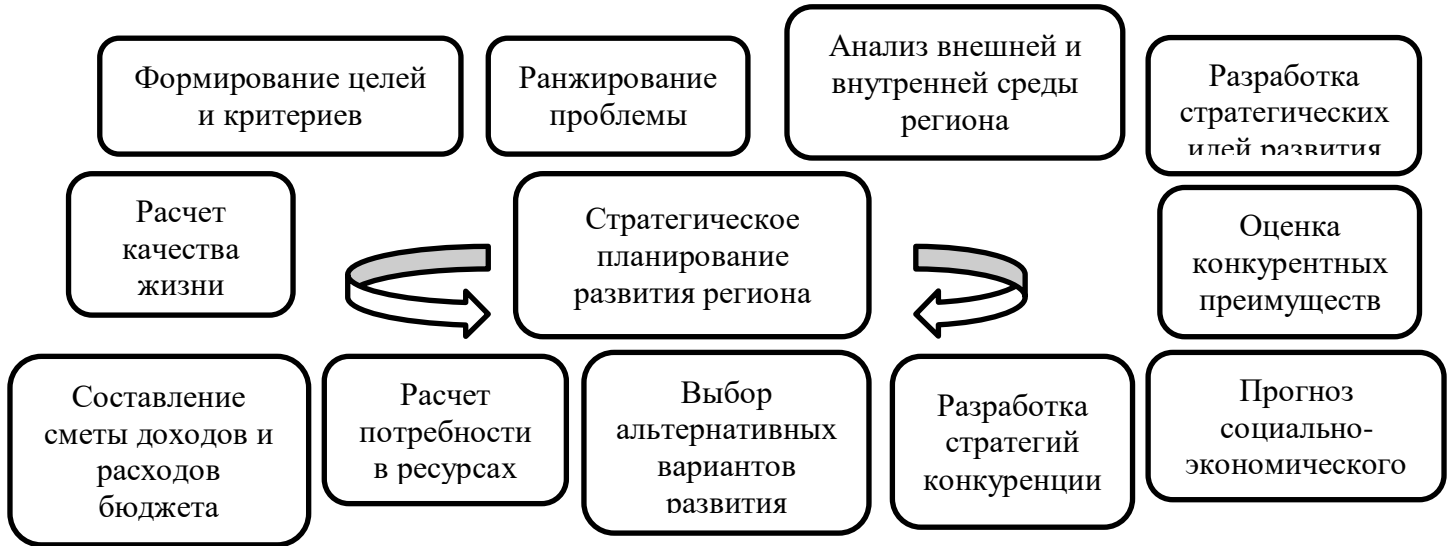 Формирование целей
и критериев
Ранжирование
проблемы
Анализ внешней и
внутренней среды
региона
Разработка
стратегических
идей развития
Расчет
качества
жизни
Стратегическое
планирование
развития региона
Оценка
конкурентных
преимуществ
Составление
сметы доходов и
расходов
бюджета
Расчет
потребности
в ресурсах
Выбор
альтернативных
вариантов
развития
Разработка
стратегий
конкуренции
Прогноз
социально-
экономического